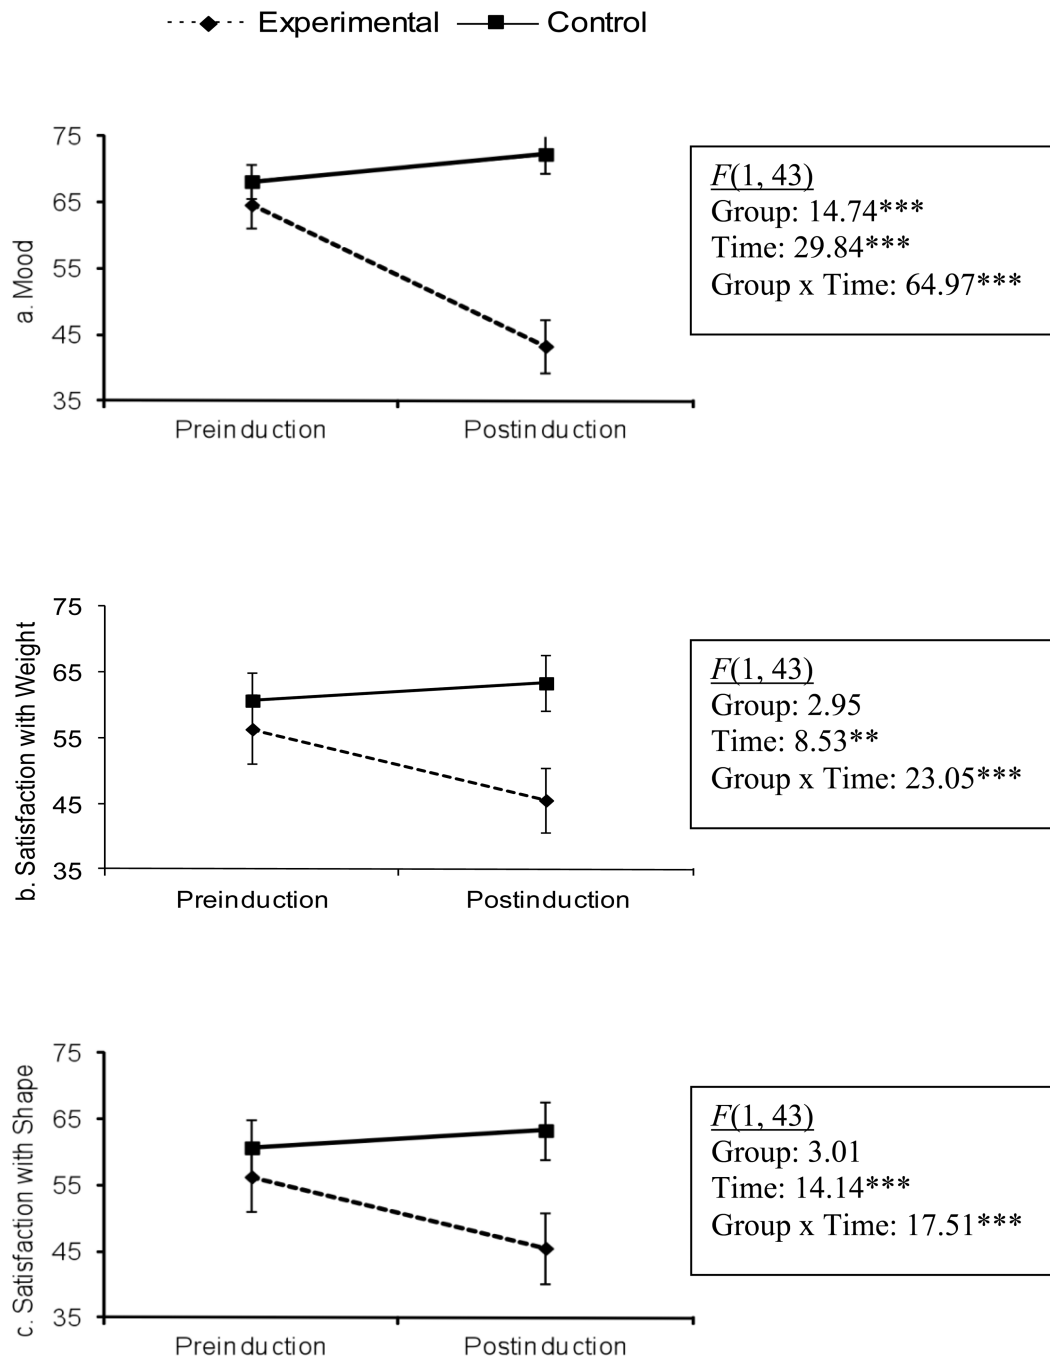 Experimental Control
a. Mood
75
65
55
45
35
Preinduction Postinduction
F(1, 43)
Group: 14.74***
Time: 29.84***
Group x Time: 64.97***
b. Satisfaction with Weight
75
65
55
45
35
Preinduction Postinduction
F(1, 43)
Group: 2.95
Time: 8.53**
Group x Time: 23.05***
c. Satisfaction with Shape
75
65
55
45
35
Preinduction Postinduction
F(1, 43)
Group: 3.01
Time: 14.14***
Group x Time: 17.51***